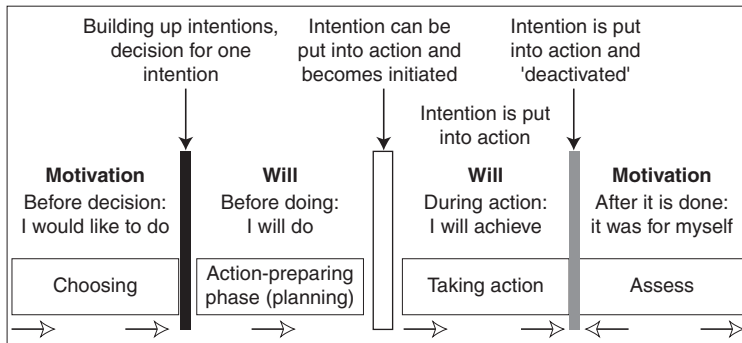 Building up intentions,
decision for one
intention
Intention can be
put into action and
becomes initiated
Intention is put
into action and
'deactivated'
Intention is put
into action
Motivation
Before decision:
I would like to do
Will
Before doing:
I will do
Will
During action:
I will achieve
Motivation
After it is done:
it was for myself
Choosing
Action-preparing
phase (planning)
Taking action
Assess